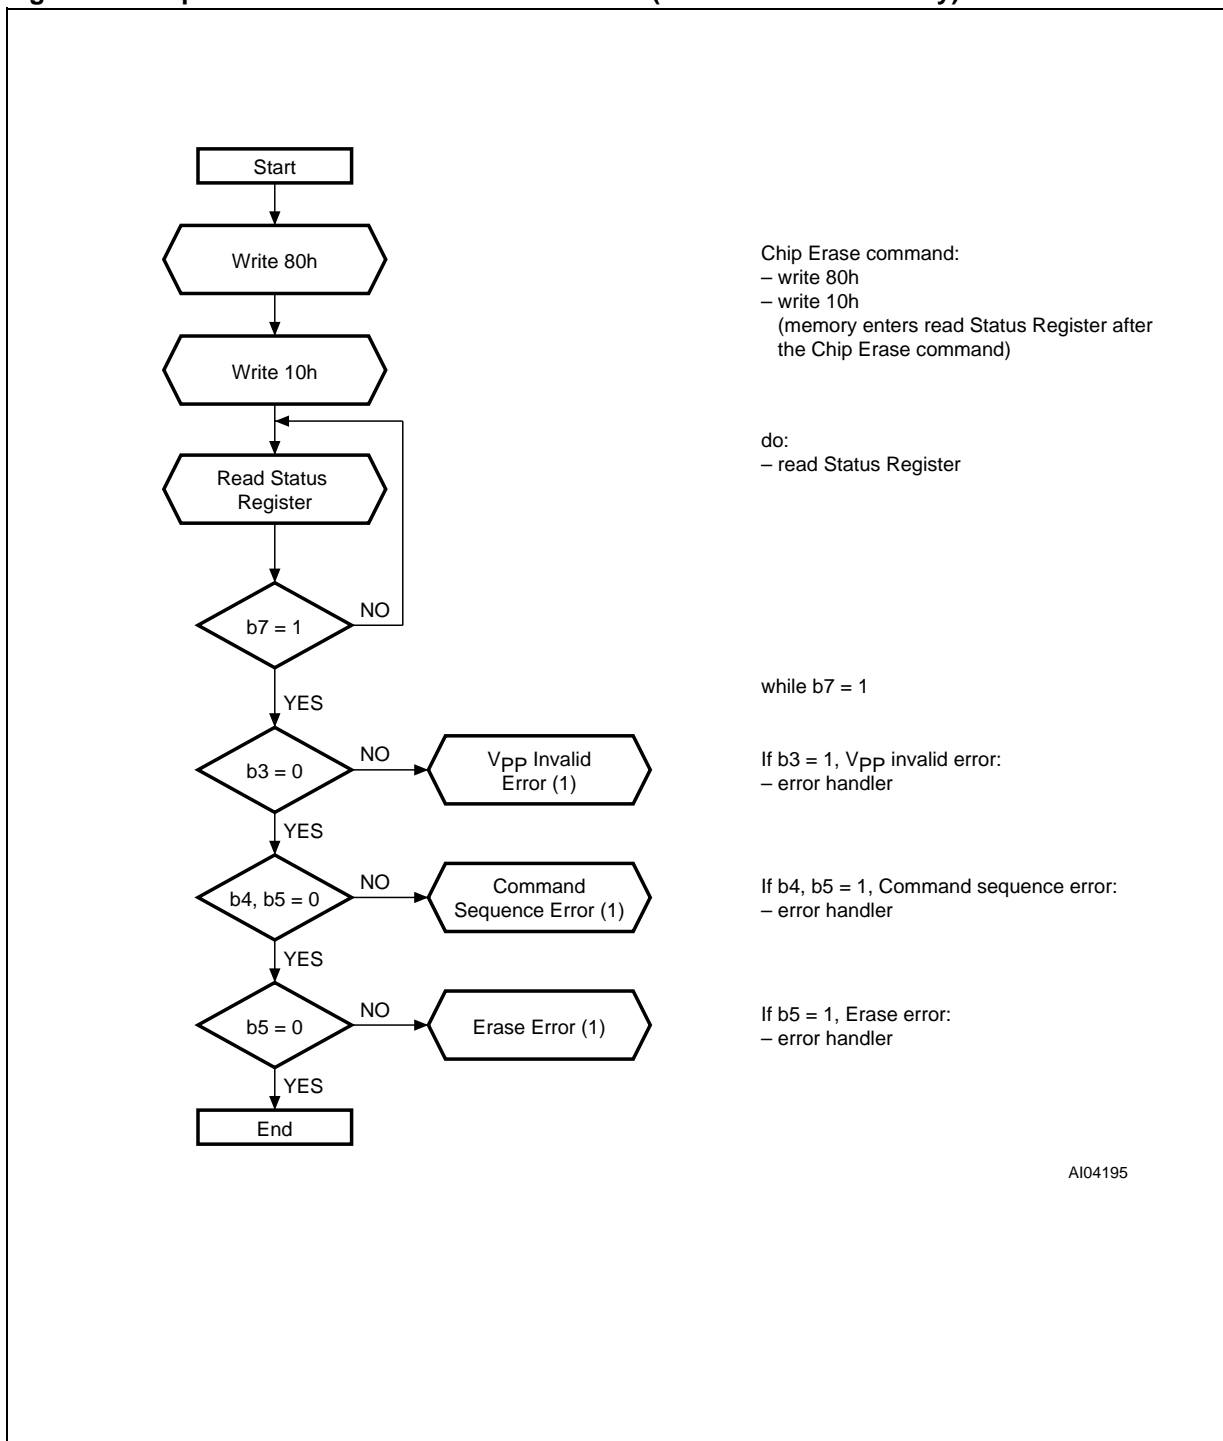 Start
Write 80h
Chip Erase command:
– write 80h
– write 10h
(memory enters read Status Register after
the Chip Erase command)
Write 10h
do:
– read Status Register
Read Status
Register
b7 = 1
NO
YES
while b7 = 1
b3 = 0
NO
VPP Invalid
Error (1)
If b3 = 1, VPP invalid error:
– error handler
YES
b4, b5 = 0
NO
Command
Sequence Error (1)
If b4, b5 = 1, Command sequence error:
– error handler
YES
b5 = 0
NO
Erase Error (1)
If b5 = 1, Erase error:
– error handler
YES
End
AI04195